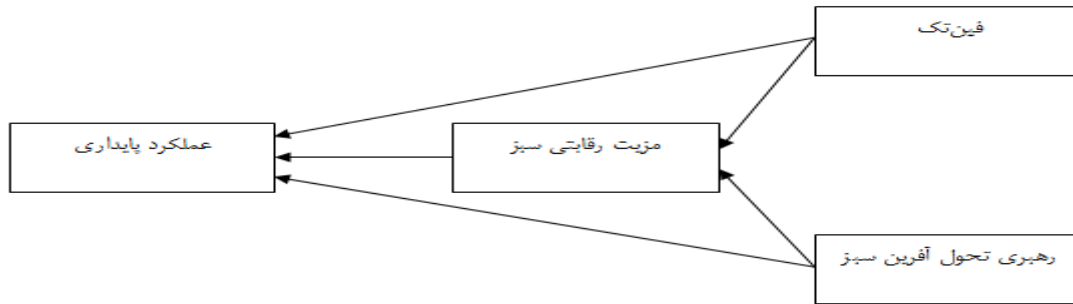 فین‌تک
مزیت رقابتی سبز
عملکرد پایداری
رهبری تحول آفرین سبز